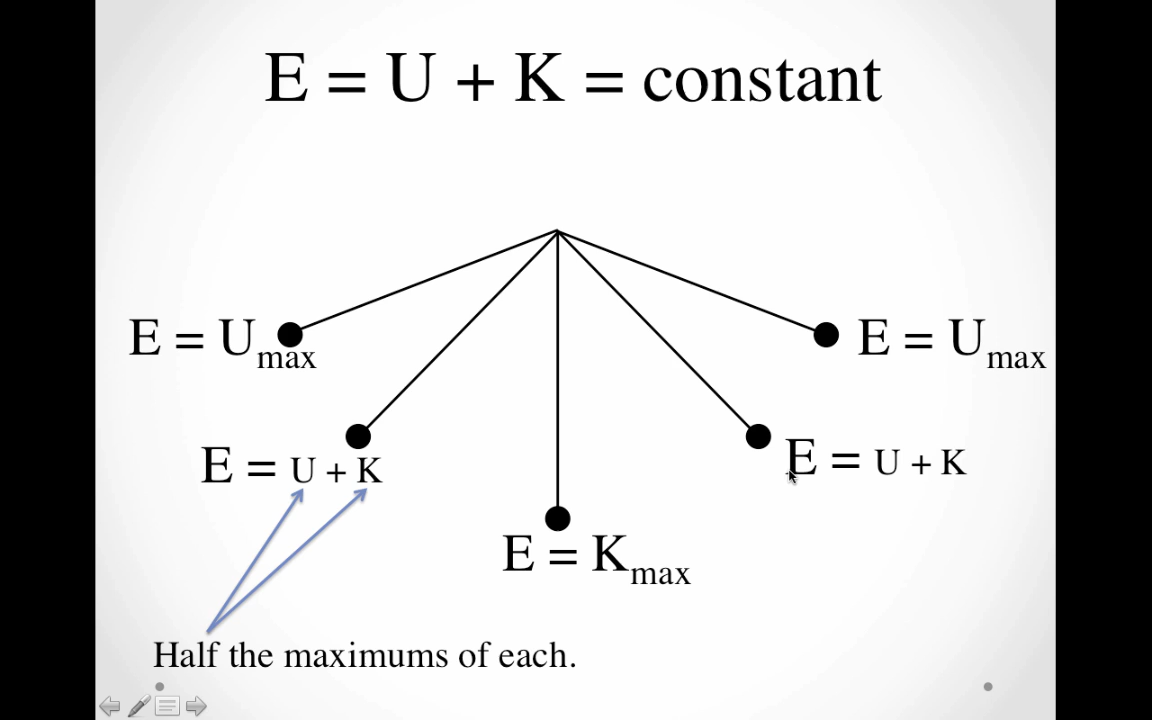 E = U + K = constant
E = Umax
E = Umax
E = U + K
E = U + K
E = Kmax
Half the maximums of each.